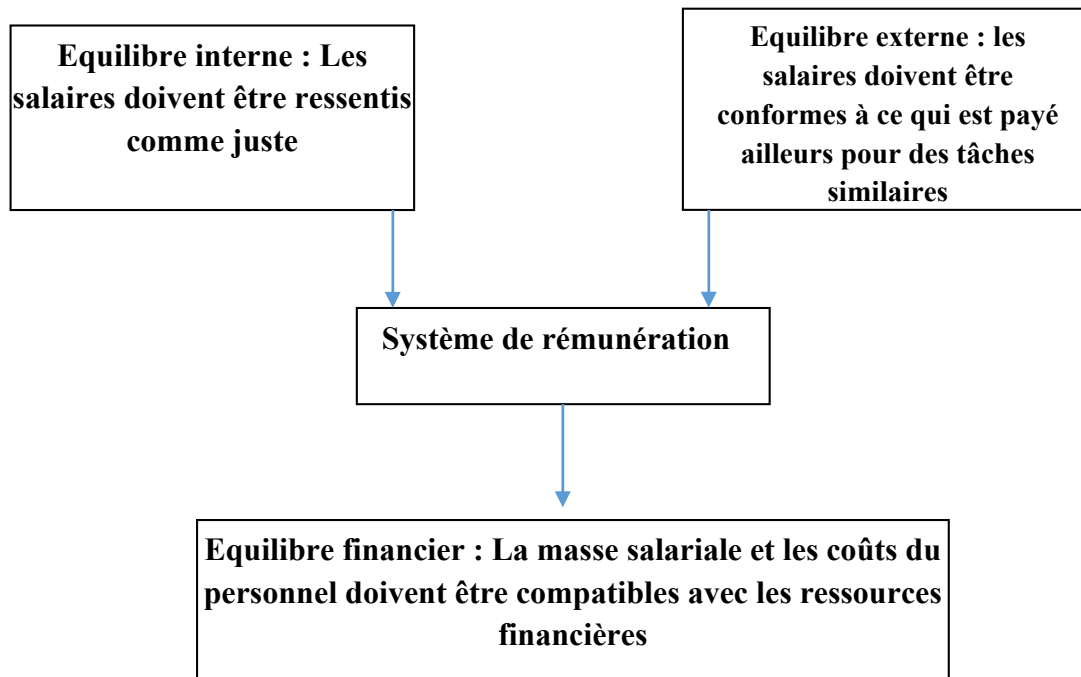 Equilibre interne : Les
salaires doivent être ressentis
comme juste
Equilibre externe : les
salaires doivent être
conformes à ce qui est payé
ailleurs pour des tâches
similaires
Système de rémunération
Equilibre financier : La masse salariale et les coûts du
personnel doivent être compatibles avec les ressources
financières